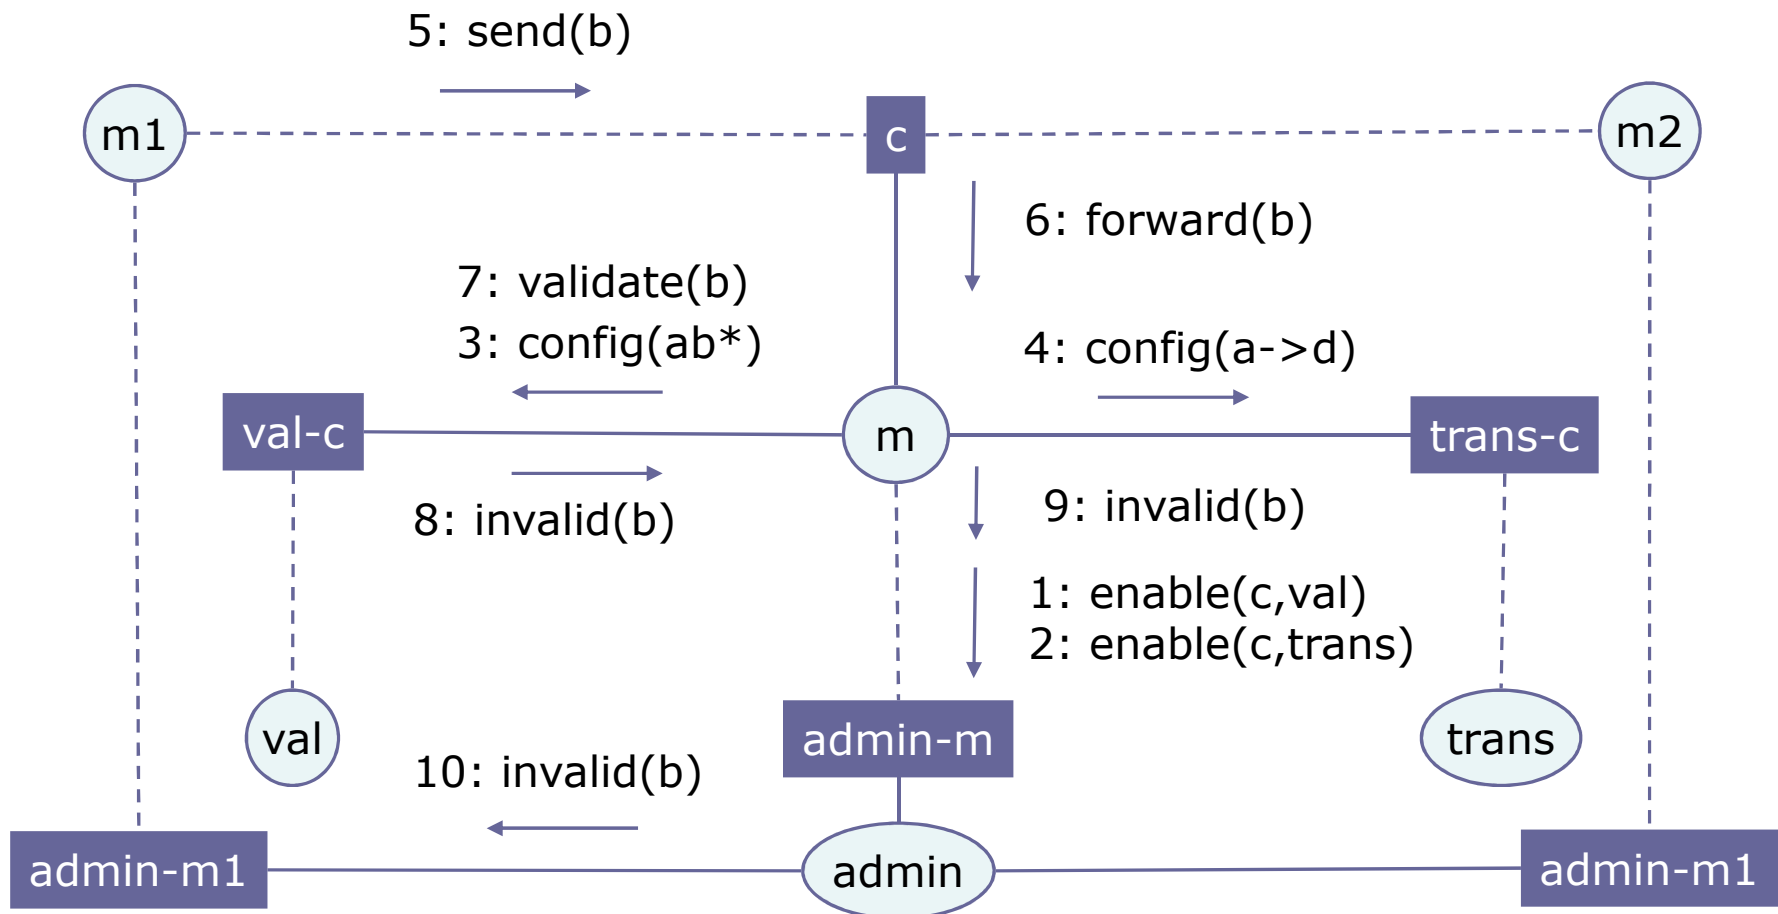 5: send(b)
m1
c
m2
6: forward(b)
7: validate(b)
3: config(ab*)
4: config(a->d)
val-c
m
trans-c
8: invalid(b)
9: invalid(b)
1: enable(c,val)
2: enable(c,trans)
val
admin-m
trans
10: invalid(b)
admin-m1
admin
admin-m1